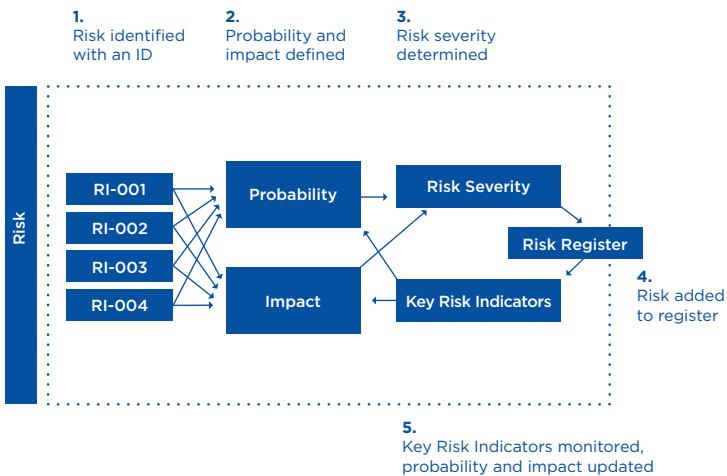 1.
Risk identified
with an ID
2.
Probability and
impact defined
3.
Risk severity
determined
Risk
RI-001
RI-002
RI-003
RI-004
Probability
Impact
Risk Severity
Risk Register
Key Risk Indicators
4.
Risk added
to register
5.
Key Risk Indicators monitored,
probability and impact updated